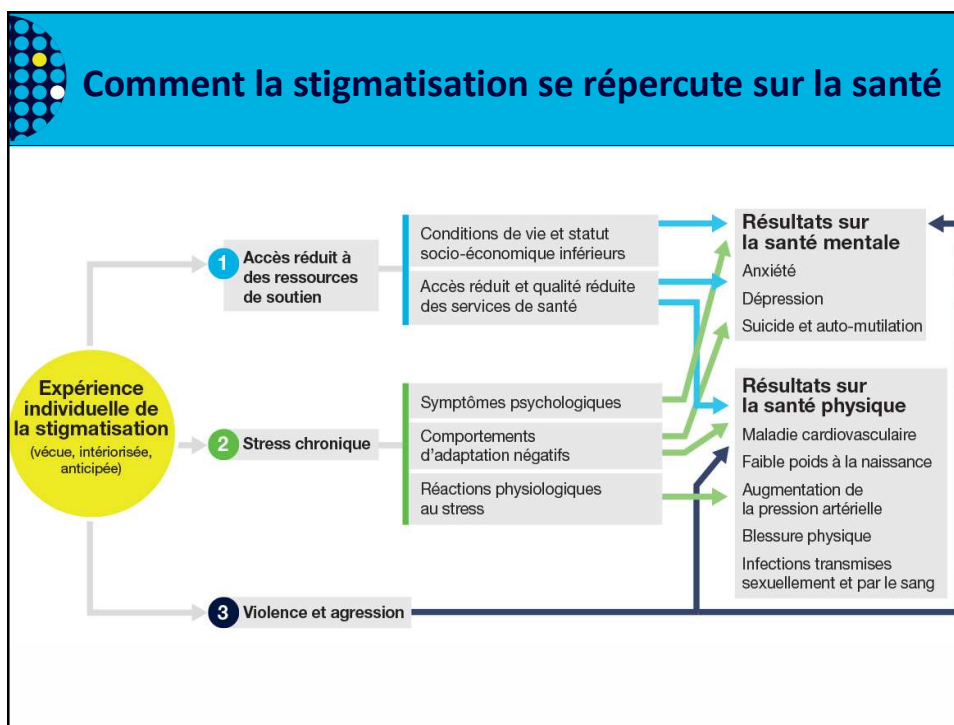 Comment la stigmatisation se répercute sur la santé
Expérience
individuelle de
la stigmatisation
(vécue, intériorisée,
anticipée)
1 Accès réduit à
des ressources
de soutien
Conditions de vie et statut
socio-économique inférieurs
Accès réduit et qualité réduite
des services de santé
2 Stress chronique
Symptômes psychologiques
Comportements
d'adaptation négatifs
Réactions physiologiques
au stress
3 Violence et agression
Résultats sur
la santé mentale
Anxiété
Dépression
Suicide et auto-mutilation
Résultats sur
la santé physique
Maladie cardiovasculaire
Faible poids à la naissance
Augmentation de
la pression artérielle
Blessure physique
Infections transmises
sexuellement et par le sang